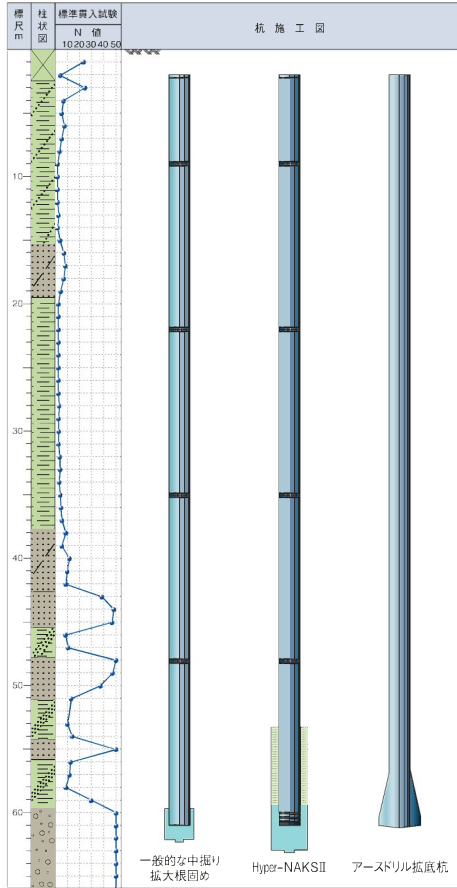 標尺m
柱状図
標準貫入試験
N 値
10 20 30 40 50
杭施工図
10
20
30
40
50
60
一般的な中掘り
拡大根固め
Hyper-NAKSⅡ
アースドリル拡底杭